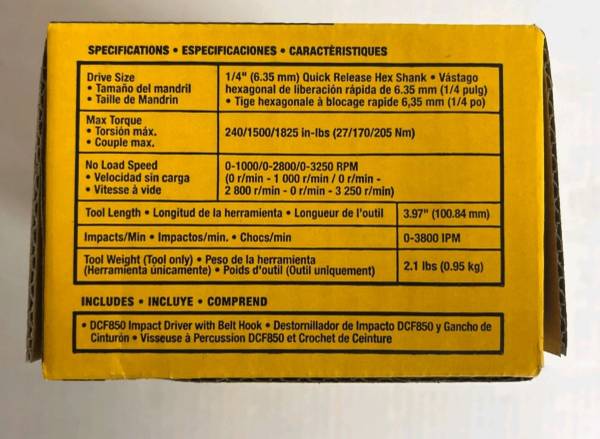 SPECIFICATIONS • ESPECIFICACIONES • CARACTÈRISTIQUES
Drive Size
• Tamaño del mandril
• Taille de Mandrin
1/4" (6.35 mm) Quick Release Hex Shank • Vástago
hexagonal de liberación rápida de 6.35 mm (1/4 pulg)
• Tige hexagonale à blocage rapide 6,35 mm (1/4 po)
Max Torque
• Torsión máx.
• Couple max.
240/1500/1825 in-lbs (27/170/205 Nm)
No Load Speed
• Velocidad sin carga
• Vitesse à vide
0-1000/0-2800/0-3250 RPM
(0 r/min - 1 000 r/min / 0 r/min -
2 800 r/min - 0 r/min - 3 250 r/min)
Tool Length • Longitud de la herramienta • Longueur de l'outil
3.97" (100.84 mm)
Impacts/Min • Impactos/min. • Chocs/min
0-3800 IPM
Tool Weight (Tool only) • Peso de la herramienta
(Herramienta únicamente) • Poids d'outil (Outil uniquement)
2.1 lbs (0.95 kg)
INCLUDES • INCLUYE • COMPREND
• DCF850 Impact Driver with Belt Hook • Destornillador de Impacto DCF850 y Gancho de
Cinturón • Visseuse à Percussion DCF850 et Crochet de Ceinture